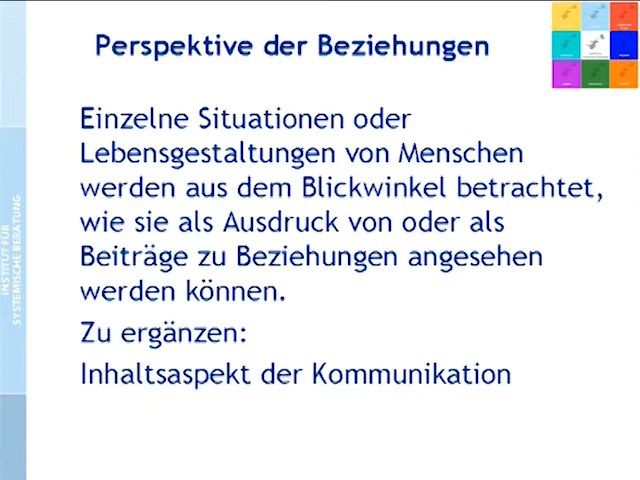 Perspektive der Beziehungen
Einzelne Situationen oder
Lebensgestaltungen von Menschen
werden aus dem Blickwinkel betrachtet,
wie sie als Ausdruck von oder als
Beiträge zu Beziehungen angesehen
werden können.
Zu ergänzen:
Inhaltsaspekt der Kommunikation
INSTITUT FÜR
SYSTEMISCHE BERATUNG